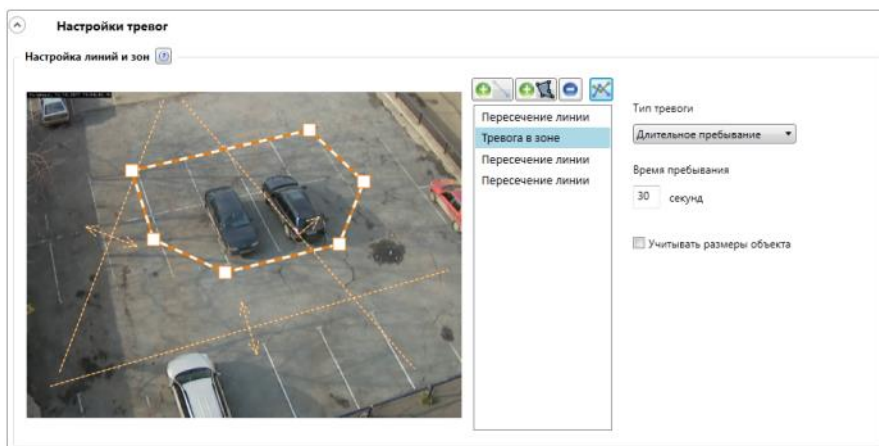 Настройки тревог
Настройка линий и зон
Пересечение линии
Тревога в зоне
Пересечение линии
Пересечение линии
Тип тревоги
Длительное пребывание
Время пребывания
30 секунд
Учитывать размеры объекта